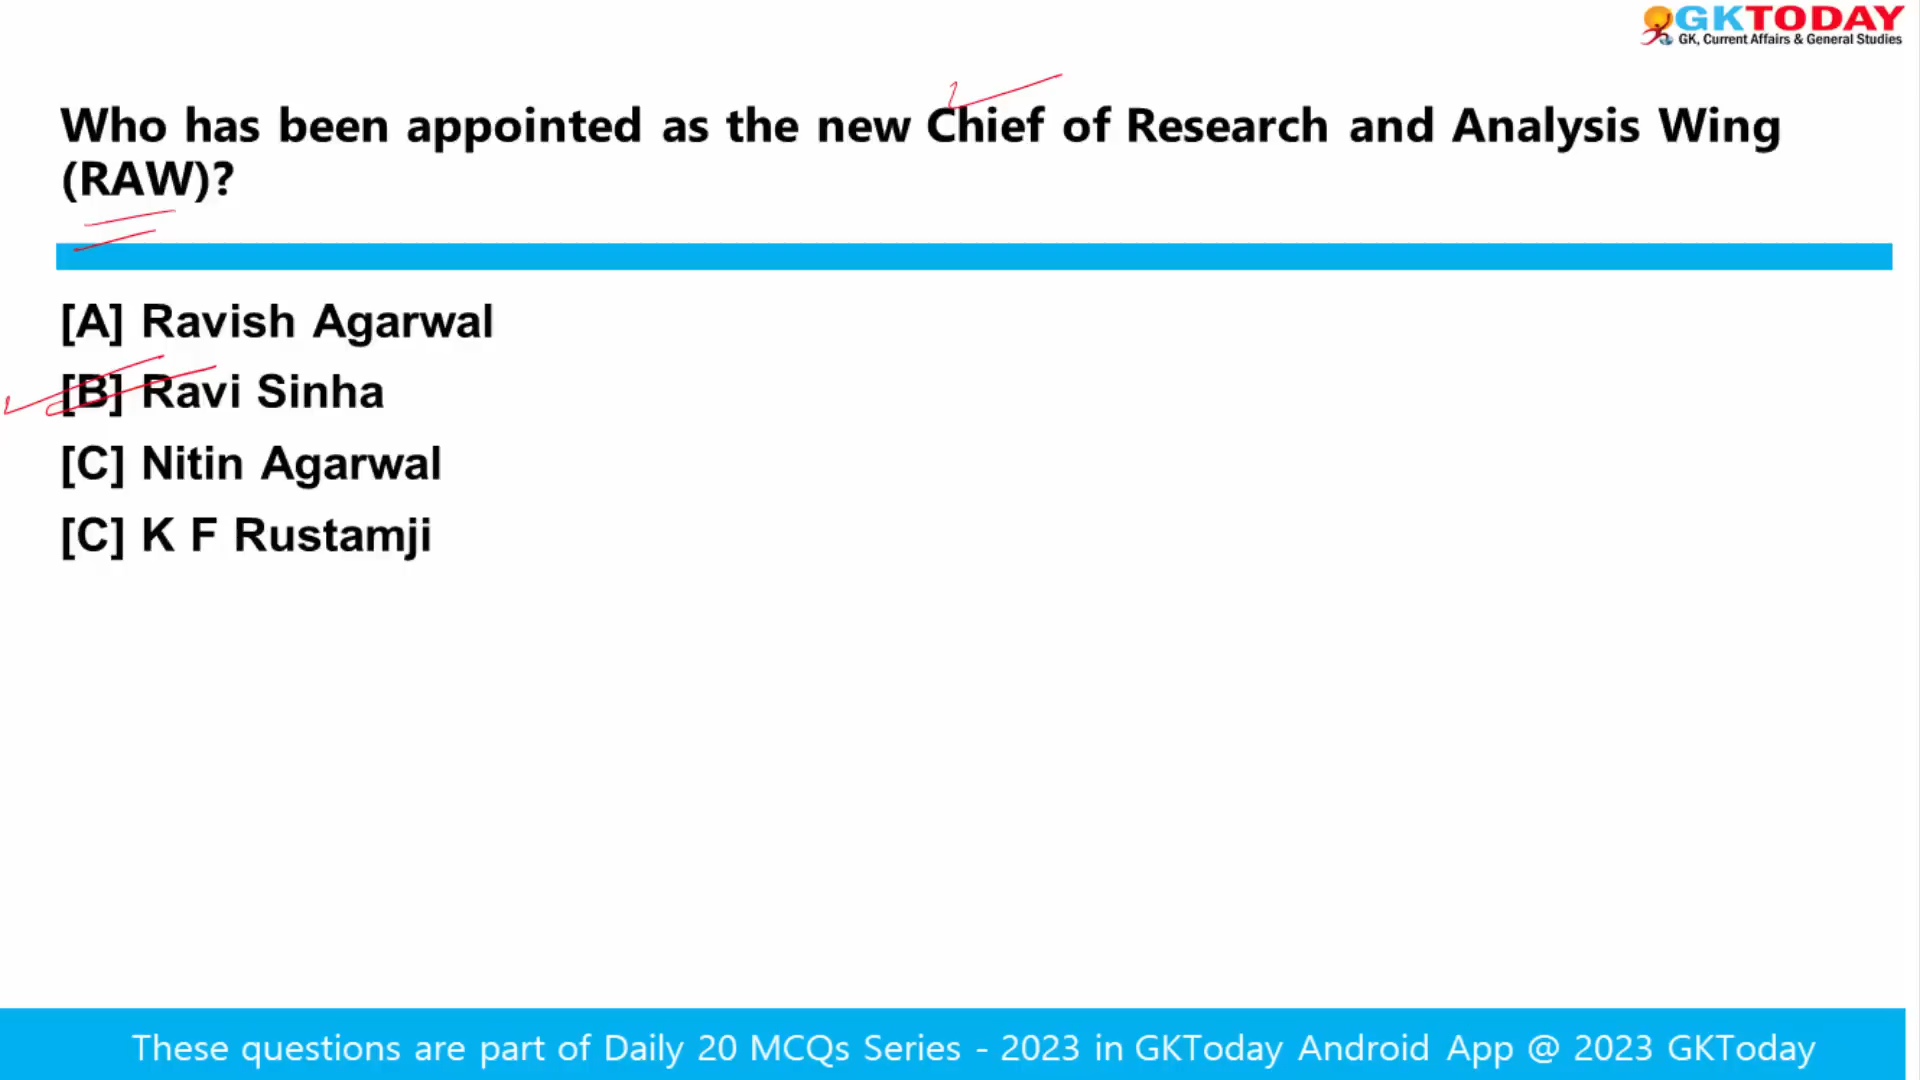 GKTODAY
GK, Current Affairs & General Studies
Who has been appointed as the new Chief of Research and Analysis Wing
(RAW)?
[A] Ravish Agarwal
[B] Ravi Sinha
[C] Nitin Agarwal
[C] K F Rustamji
These questions are part of Daily 20 MCQs Series - 2023 in GKToday Android App @ 2023 GKToday